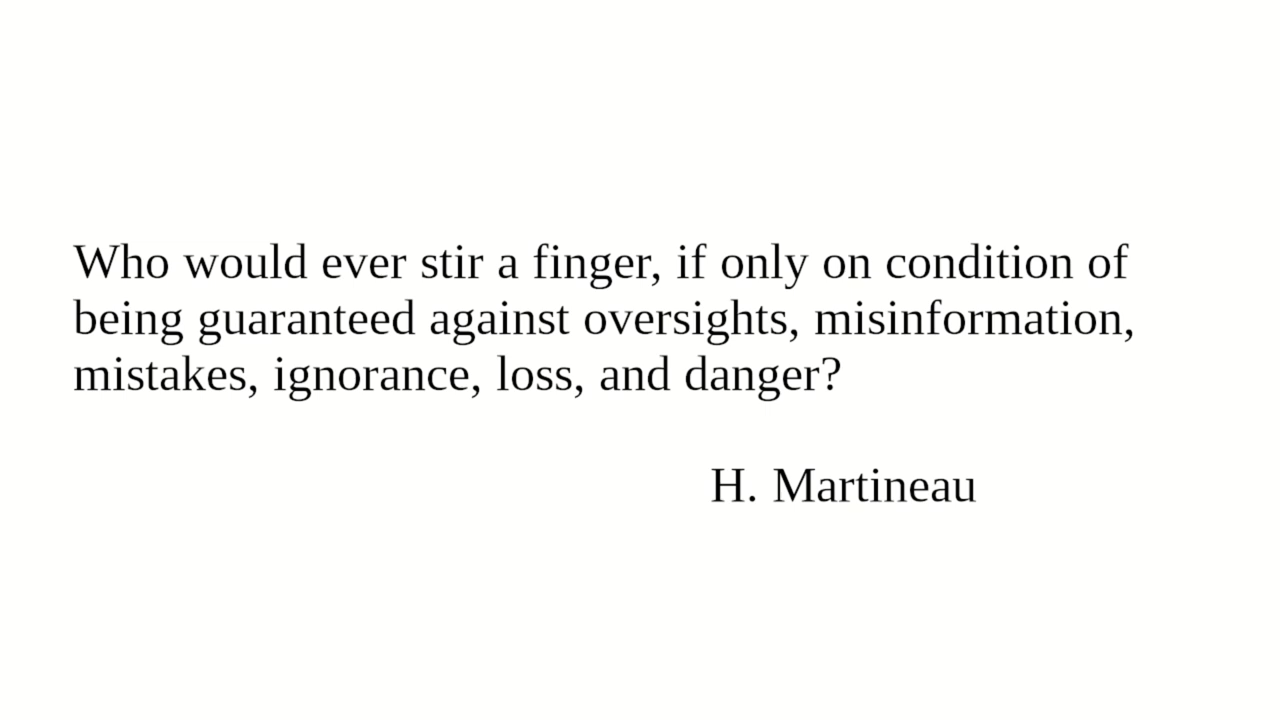 Who would ever stir a finger, if only on condition of
being guaranteed against oversights, misinformation,
mistakes, ignorance, loss, and danger?
H. Martineau